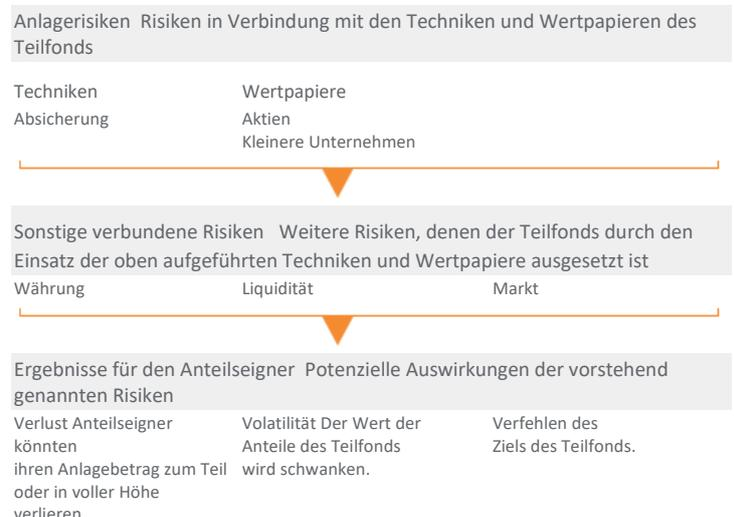 Anlagerisiken  Risiken in Verbindung mit den Techniken und Wertpapieren des
Teilfonds
Techniken
Wertpapiere
Absicherung
Aktien
Kleinere Unternehmen
Sonstige verbundene Risiken  Weitere Risiken, denen der Teilfonds durch den
Einsatz der oben aufgeführten Techniken und Wertpapiere ausgesetzt ist
Währung
Liquidität
Markt
Ergebnisse für den Anteilseigner  Potenzielle Auswirkungen der vorstehend
genannten Risiken
Verlust Anteilseigner
könnten
ihren Anlagebetrag zum Teil
oder in voller Höhe
verlieren
Volatilität Der Wert der
Anteile des Teilfonds
wird schwanken.
Verfehlen des
Ziels des Teilfonds.